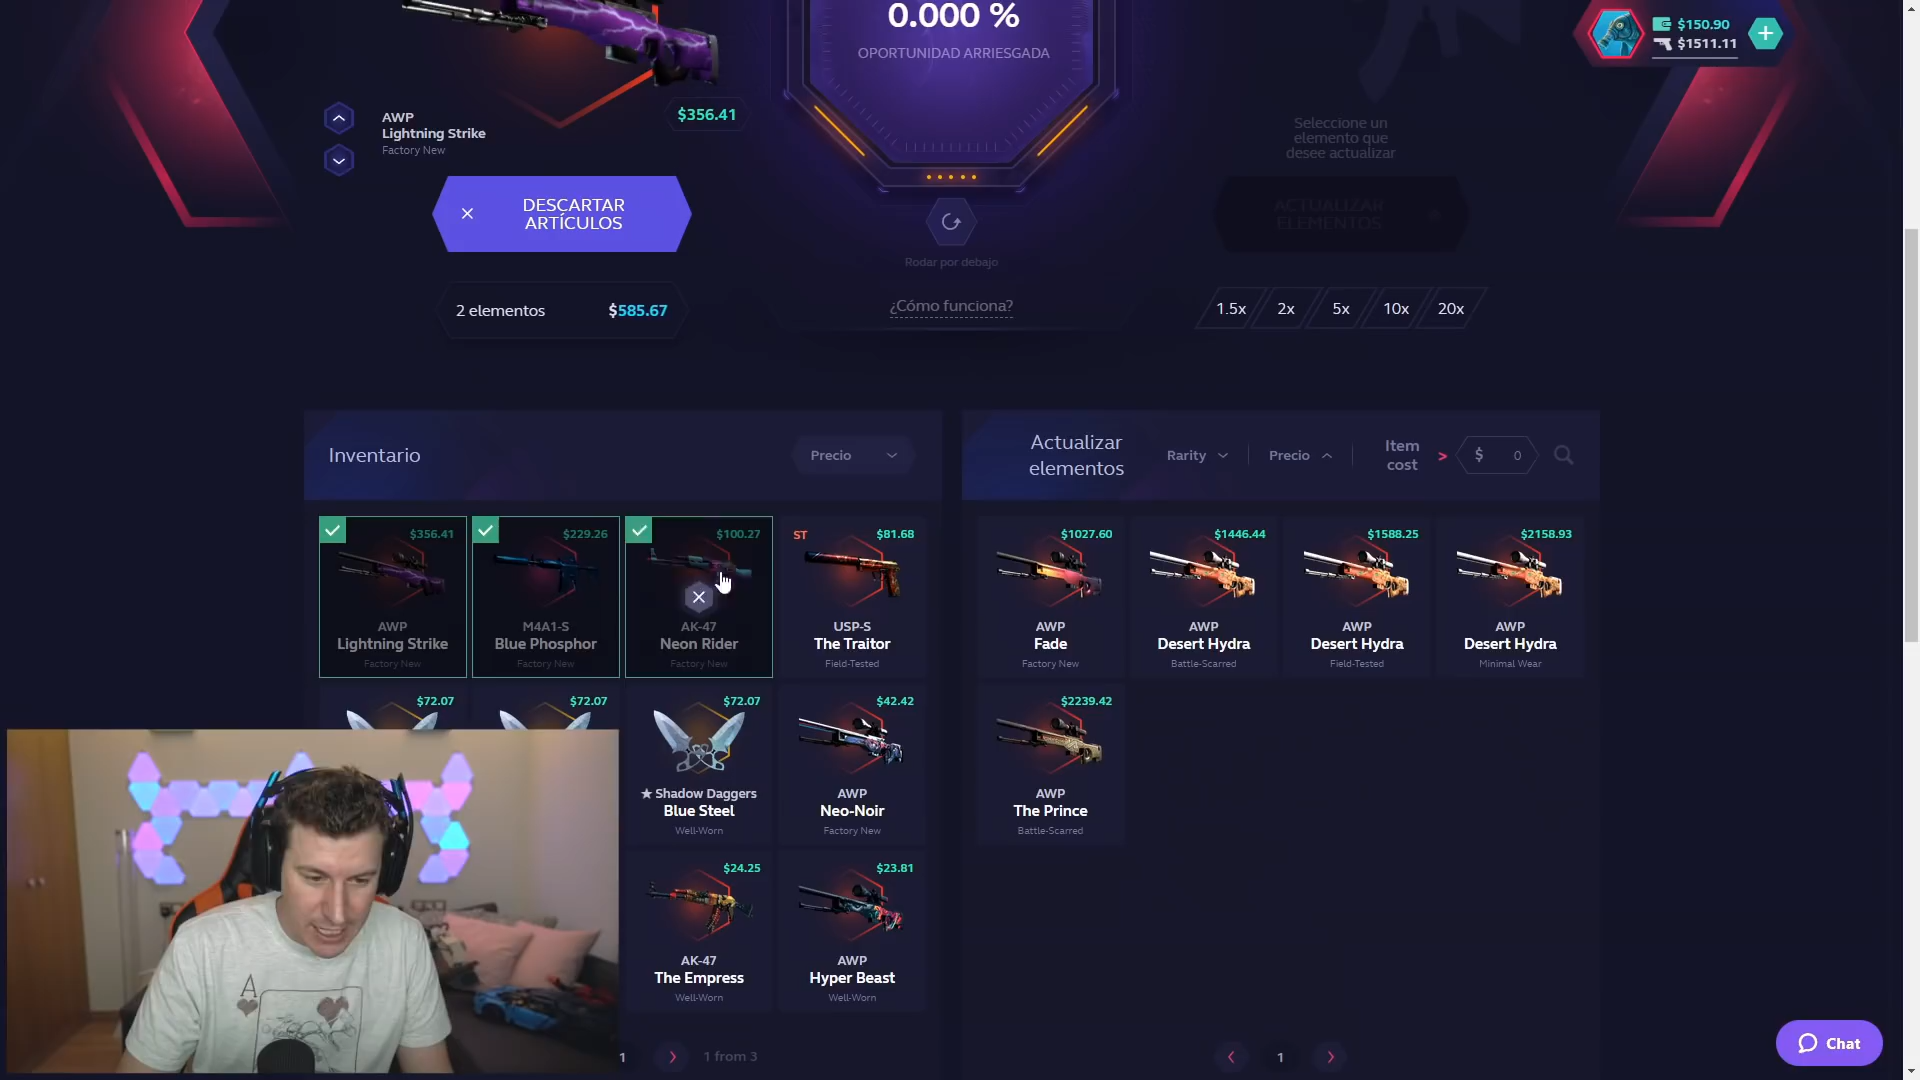 0.000 %
OPORTUNIDAD ARRIESGADA
$150.90
$1511.11
AWP
Lightning Strike
Factory New
$356.41
DESCARTAR
ARTÍCULOS
2 elementos
$585.67
Rodar por debajo
¿Cómo funciona?
Seleccione un
elemento que
desee actualizar
ACTUALIZAR
ELEMENTOS
1.5x
2x
5x
10x
20x
Inventario
Precio
Actualizar
elementos
Rarity
Precio
Item
cost
>
$
0
$356.41
AWP
Lightning Strike
Factory New
$229.26
M4A1-S
Blue Phosphor
Factory New
$100.27
AK-47
Neon Rider
Factory New
ST
$81.68
USP-S
The Traitor
Field-Tested
$72.07
$72.07
$72.07
★ Shadow Daggers
Blue Steel
Well-Worn
$42.42
AWP
Neo-Noir
Factory New
$24.25
AK-47
The Empress
Well-Worn
$23.81
AWP
Hyper Beast
Well-Worn
1
1 from 3
$1027.60
AWP
Fade
Factory New
$1446.44
AWP
Desert Hydra
Battle-Scarred
$1588.25
AWP
Desert Hydra
Field-Tested
$2158.93
AWP
Desert Hydra
Minimal Wear
$2239.42
AWP
The Prince
Battle-Scarred
1
A
Chat